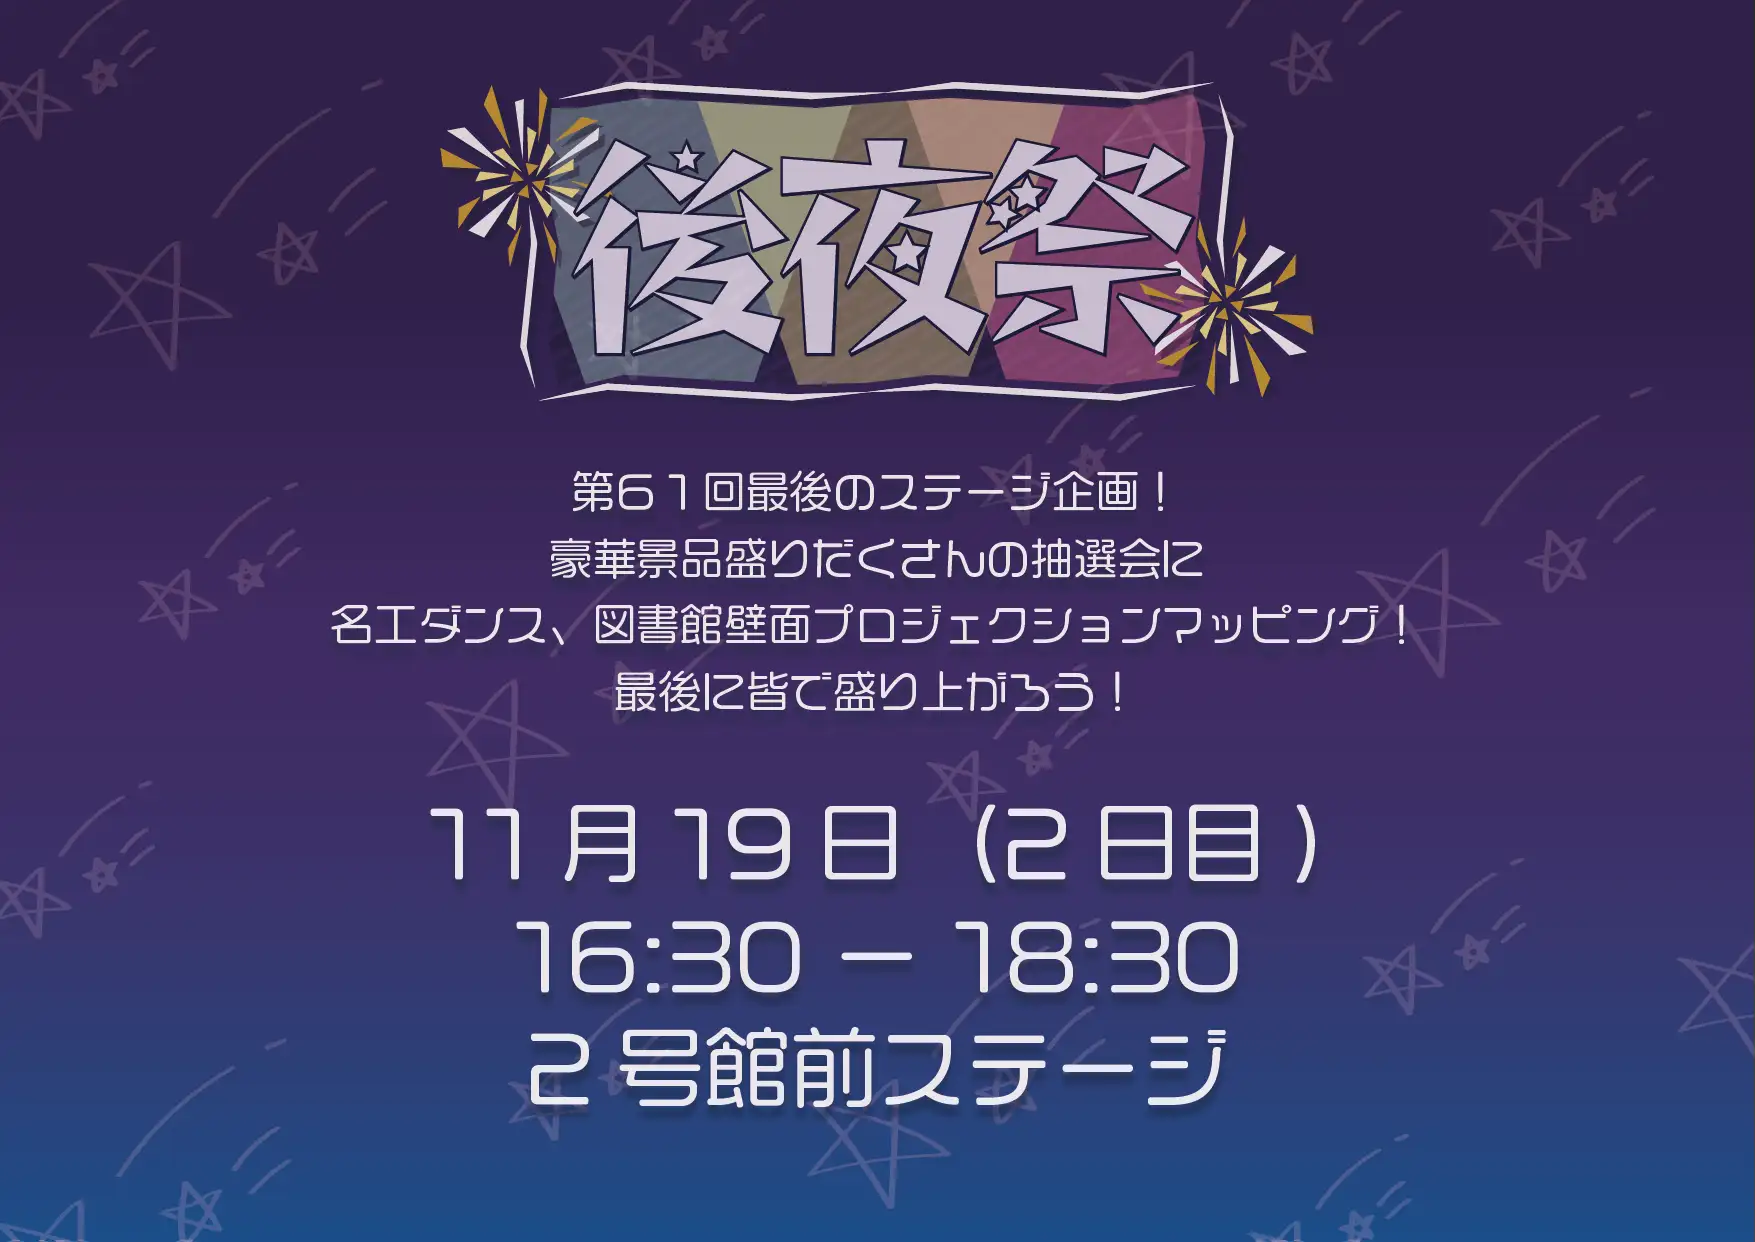 後夜祭
第61回最後のステージ企画！
豪華景品盛りだくさんの抽選会に
名工ダンス、図書館壁面プロジェクションマッピング！
最後に皆で盛り上がろう！
11月19日（2日目）
16:30－18:30
2号館前ステージ